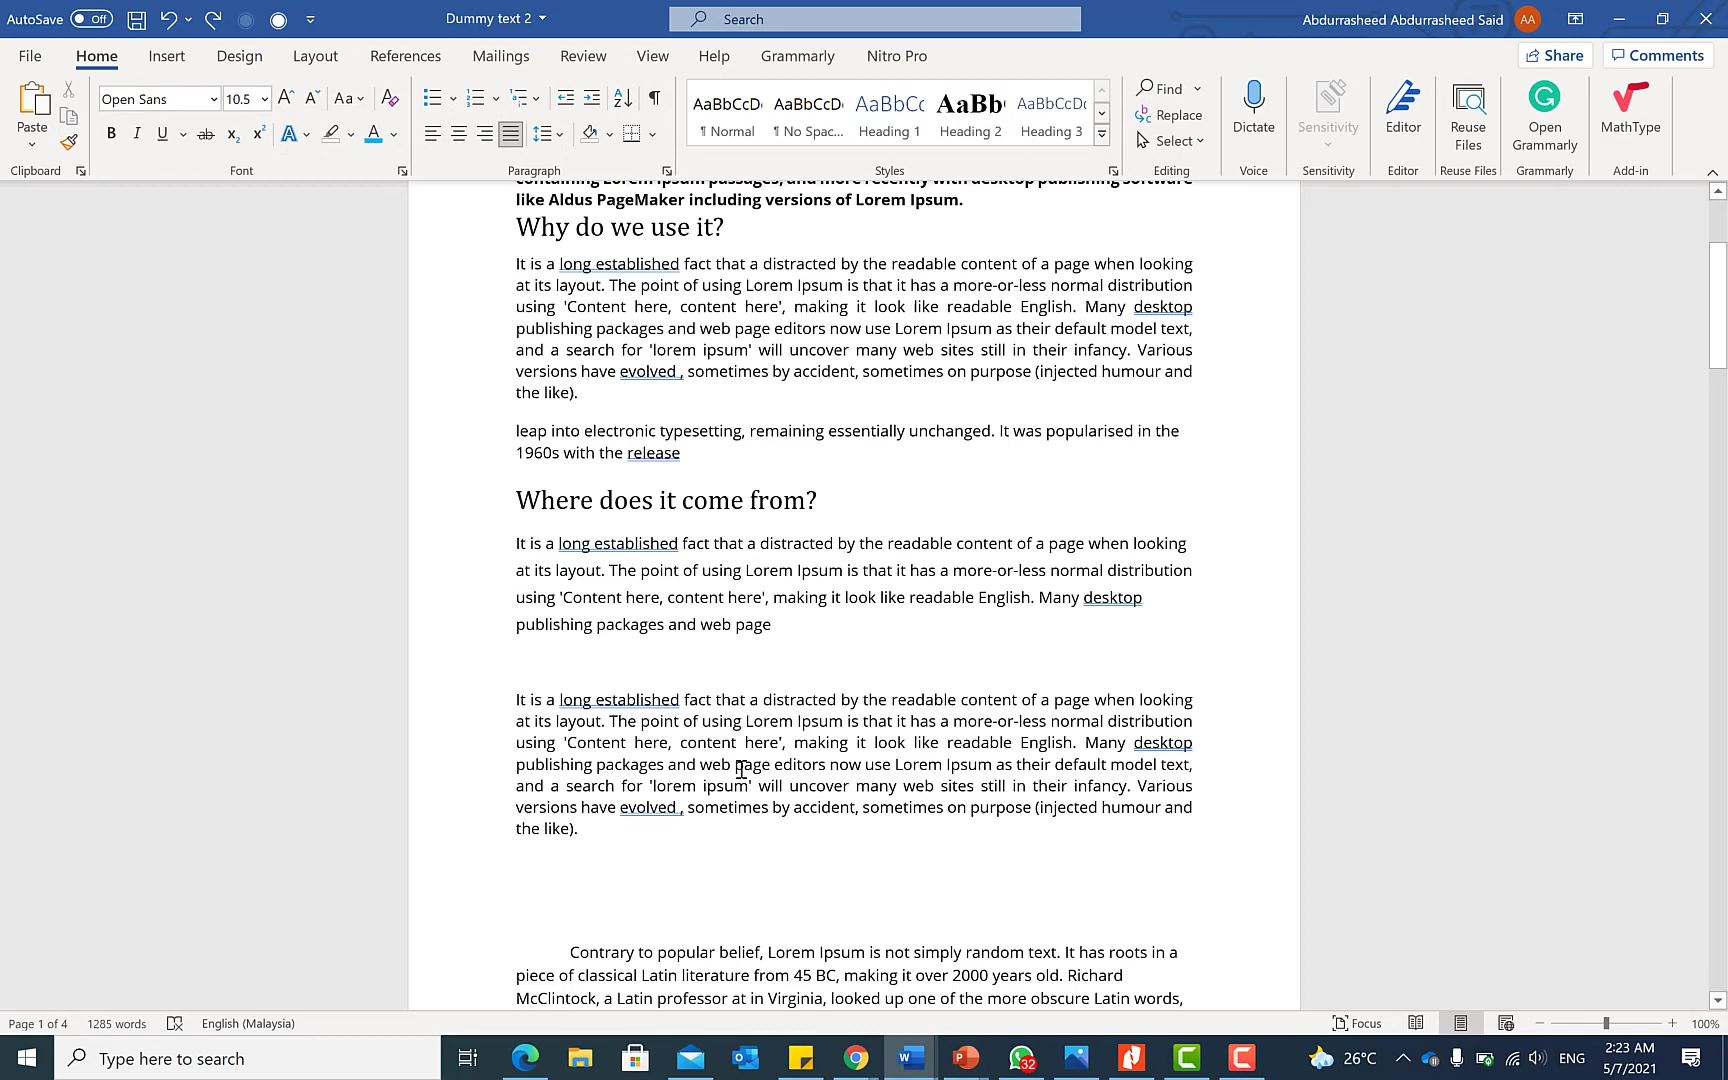 AutoSave Off Dummy text 2 Search Abdurrasheed Abdurrasheed Said AA
File Home Insert Design Layout References Mailings Review View Help Grammarly Nitro Pro Share Comments
Open Sans 10.5 Aa
AaBbCcDc AaBbCcDc AaBbCc AaBb AaBbCcDc
¶ Normal ¶ No Spac... Heading 1 Heading 2 Heading 3
Find
Replace
Select
Paste
Dictate Sensitivity Editor Reuse Files Open Grammarly MathType
Clipboard Font Paragraph Styles Editing Voice Sensitivity Editor Reuse Files Grammarly Add-in
containing Lorem Ipsum passages, and more recently with desktop publishing software
like Aldus PageMaker including versions of Lorem Ipsum.
Why do we use it?
It is a long established fact that a distracted by the readable content of a page when looking
at its layout. The point of using Lorem Ipsum is that it has a more-or-less normal distribution
using 'Content here, content here', making it look like readable English. Many desktop
publishing packages and web page editors now use Lorem Ipsum as their default model text,
and a search for 'lorem ipsum' will uncover many web sites still in their infancy. Various
versions have evolved , sometimes by accident, sometimes on purpose (injected humour and
the like).
leap into electronic typesetting, remaining essentially unchanged. It was popularised in the
1960s with the release
Where does it come from?
It is a long established fact that a distracted by the readable content of a page when looking
at its layout. The point of using Lorem Ipsum is that it has a more-or-less normal distribution
using 'Content here, content here', making it look like readable English. Many desktop
publishing packages and web page
It is a long established fact that a distracted by the readable content of a page when looking
at its layout. The point of using Lorem Ipsum is that it has a more-or-less normal distribution
using 'Content here, content here', making it look like readable English. Many desktop
publishing packages and web page editors now use Lorem Ipsum as their default model text,
and a search for 'lorem ipsum' will uncover many web sites still in their infancy. Various
versions have evolved , sometimes by accident, sometimes on purpose (injected humour and
the like).
Contrary to popular belief, Lorem Ipsum is not simply random text. It has roots in a
piece of classical Latin literature from 45 BC, making it over 2000 years old. Richard
McClintock, a Latin professor at in Virginia, looked up one of the more obscure Latin words,
Page 1 of 4 1285 words English (Malaysia) Focus 100%
Type here to search 32 26°C ENG 2:23 AM
5/7/2021